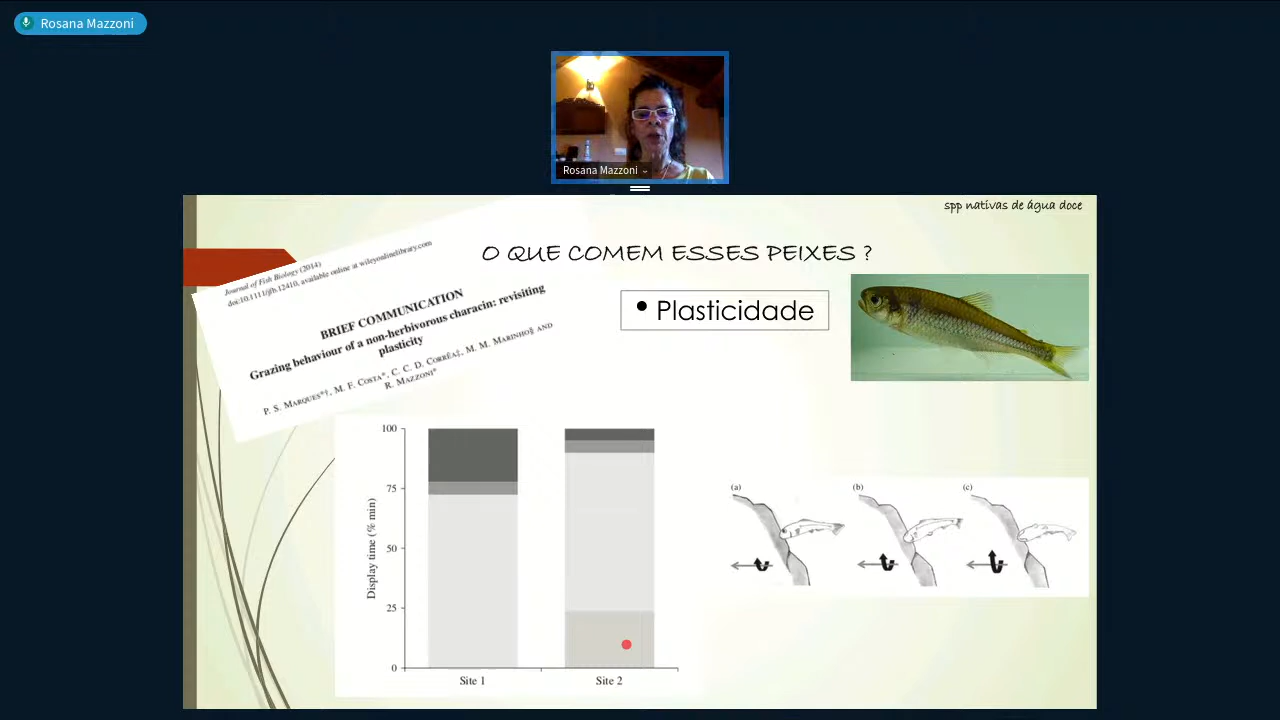 Rosana Mazzoni
Rosana Mazzoni
spp nativas de água doce
O QUE COMEM ESSES PEIXES ?
• Plasticidade
Journal of Fish Biology (2014)
doi:10.1111/jfb.12410, available online at wileyonlinelibrary.com
BRIEF COMMUNICATION
Grazing behaviour of a non-herbivorous characin: revisiting
plasticity
P. S. Marques*†, M. F. Costa*, C. C. D. Corrêa‡, M. M. Marinho§ and
R. Mazzoni*
Display time (% min)
100
75
50
25
0
Site 1
Site 2
(a)
(b)
(c)